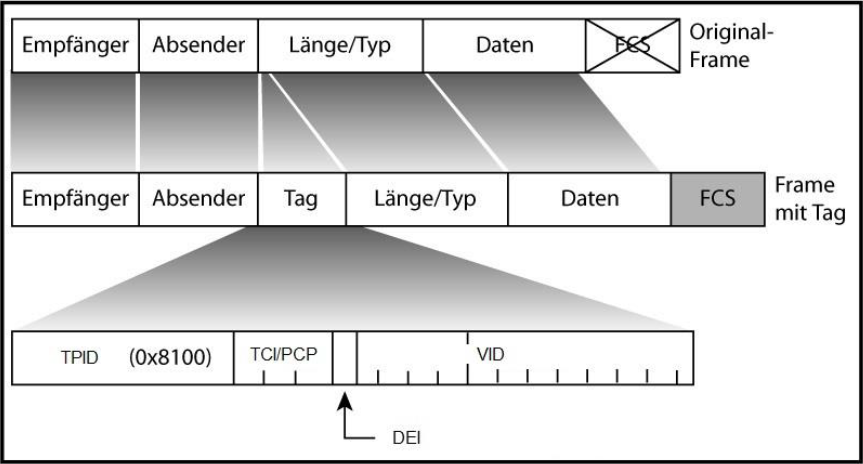 Empfänger Absender Länge/Typ Daten FCS Original-
Frame
Empfänger Absender Tag Länge/Typ Daten FCS Frame
mit Tag
TPID (0x8100) TCI/PCP VID
DEI